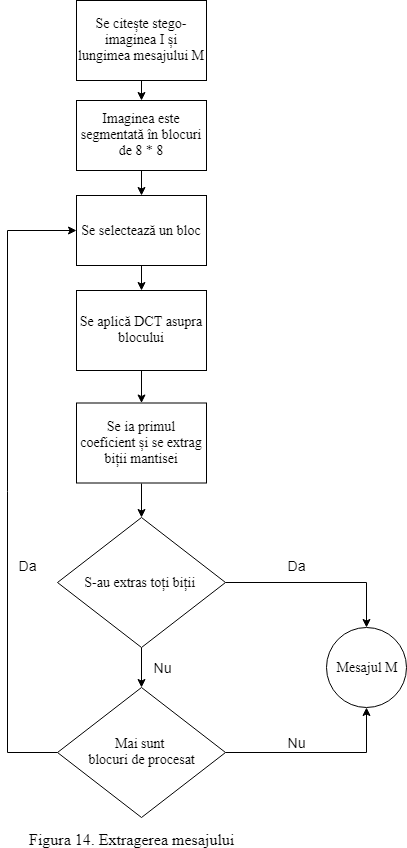 Se citește stego-
imaginea I și
lungimea mesajului M
Imaginea este
segmentată în blocuri
de 8 * 8
Se selectează un bloc
Se aplică DCT asupra
blocului
Se ia primul
coeficient și se extrag
biții mantisei
S-au extras toți biții
Da
Da
Mesajul M
Nu
Mai sunt
blocuri de procesat
Nu
Figura 14. Extragerea mesajului